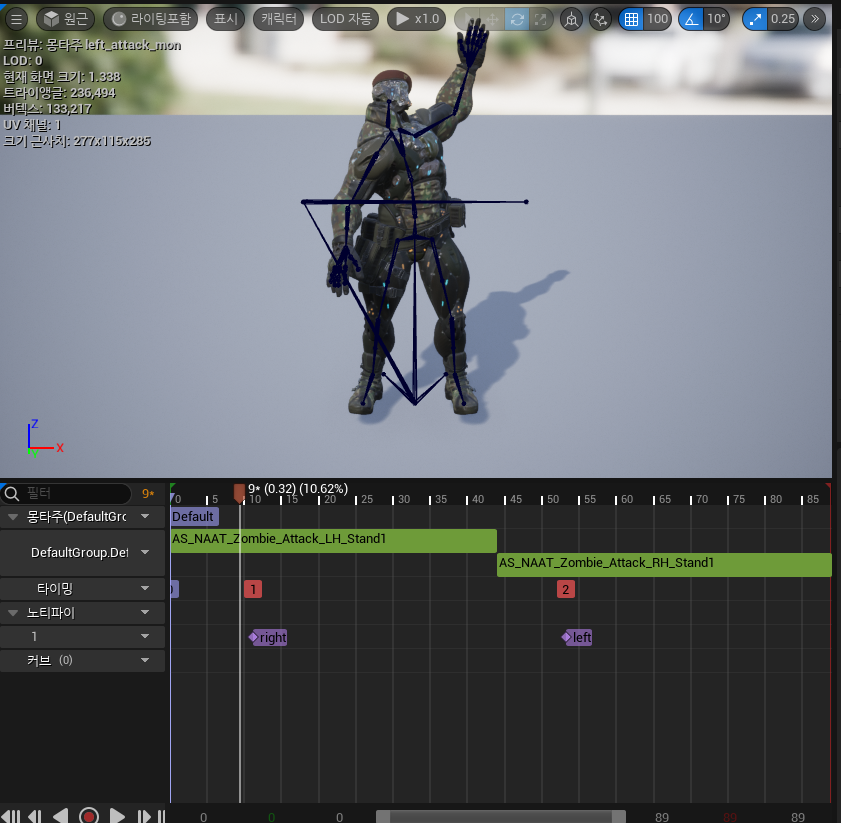 원근 라이팅포함 표시 캐릭터 LOD 자동 x1.0 100 10° 0.25
프리뷰: 몽타주 left_attack_mon
LOD: 0
현재 화면 크기: 1.338
트라이앵글: 236,494
버텍스: 133,217
UV 채널: 1
크기 근사치: 277x115x285
Z
X
필터 9*
9* (0.32) (10.62%)
0 5 10 15 20 25 30 35 40 45 50 55 60 65 70 75 80 85
몽타주(DefaultGrc
Default
DefaultGroup.Def
AS_NAAT_Zombie_Attack_LH_Stand1
AS_NAAT_Zombie_Attack_RH_Stand1
타이밍 1 2
노티파이
1 right left
커브 (0)
0 0 0 89 89 89